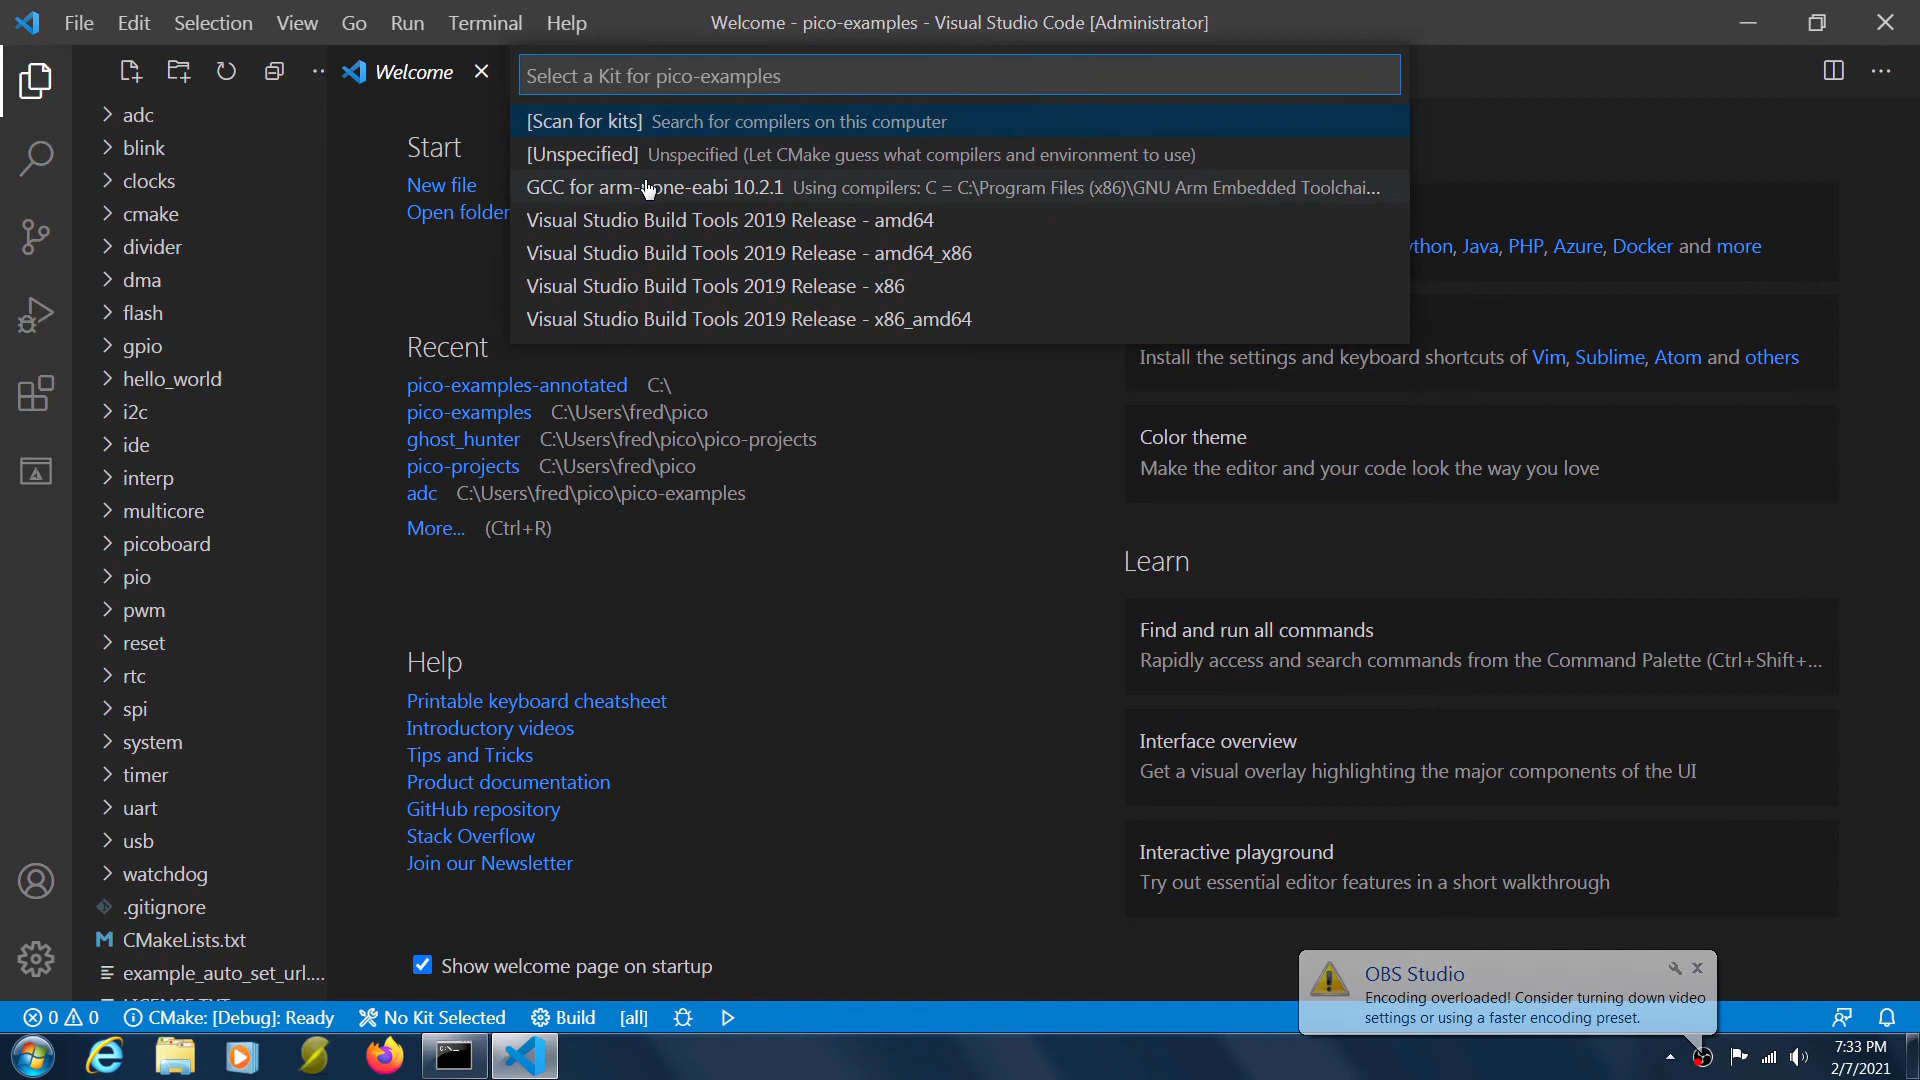 File Edit Selection View Go Run Terminal Help
Welcome - pico-examples - Visual Studio Code [Administrator]
Welcome
Select a Kit for pico-examples
[Scan for kits] Search for compilers on this computer
[Unspecified] Unspecified (Let CMake guess what compilers and environment to use)
GCC for arm-none-eabi 10.2.1 Using compilers: C = C:\Program Files (x86)\GNU Arm Embedded Toolchai...
Visual Studio Build Tools 2019 Release - amd64
Visual Studio Build Tools 2019 Release - amd64_x86
Visual Studio Build Tools 2019 Release - x86
Visual Studio Build Tools 2019 Release - x86_amd64
adc
blink
clocks
cmake
divider
dma
flash
gpio
hello_world
i2c
ide
interp
multicore
picoboard
pio
pwm
reset
rtc
spi
system
timer
uart
usb
watchdog
.gitignore
CMakeLists.txt
example_auto_set_url....
LICENSE.TXT
Start
New file
Open folder
Recent
pico-examples-annotated C:\
pico-examples C:\Users\fred\pico
ghost_hunter C:\Users\fred\pico\pico-projects
pico-projects C:\Users\fred\pico
adc C:\Users\fred\pico\pico-examples
More... (Ctrl+R)
Help
Printable keyboard cheatsheet
Introductory videos
Tips and Tricks
Product documentation
GitHub repository
Stack Overflow
Join our Newsletter
Show welcome page on startup
ython, Java, PHP, Azure, Docker and more
Install the settings and keyboard shortcuts of Vim, Sublime, Atom and others
Color theme
Make the editor and your code look the way you love
Learn
Find and run all commands
Rapidly access and search commands from the Command Palette (Ctrl+Shift+...
Interface overview
Get a visual overlay highlighting the major components of the UI
Interactive playground
Try out essential editor features in a short walkthrough
OBS Studio
Encoding overloaded! Consider turning down video
settings or using a faster encoding preset.
0 0 CMake: [Debug]: Ready No Kit Selected Build [all]
7:33 PM
2/7/2021